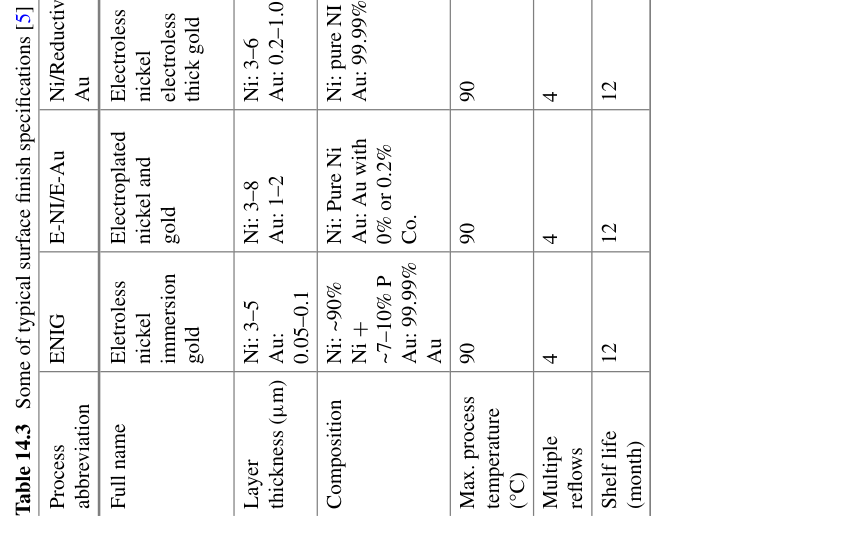 Table 14.3 Some of typical surface finish specifications [5]
Process
abbreviation
ENIG
E-NI/E-Au
Ni/Reductiv
Au
Full name
Eletroless
nickel
immersion
gold
Electroplated
nickel and
gold
Electroless
nickel
electroless
thick gold
Layer
thickness (μm)
Ni: 3–5
Au:
0.05–0.1
Ni: 3–8
Au: 1–2
Ni: 3–6
Au: 0.2–1.0
Composition
Ni: ~90%
Ni +
~7–10% P
Au: 99.99%
Au
Ni: Pure Ni
Au: Au with
0% or 0.2%
Co.
Ni: pure NI
Au: 99.99%
Max. process
temperature
(°C)
90
90
90
Multiple
reflows
4
4
4
Shelf life
(month)
12
12
12